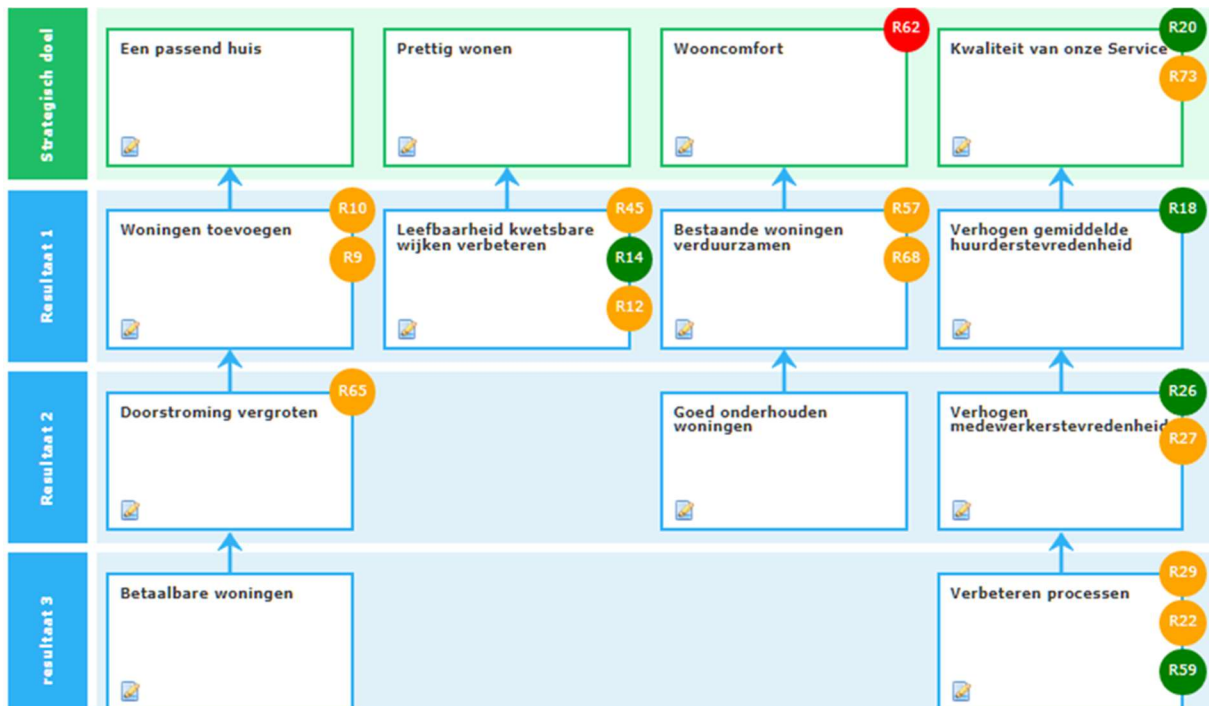 Strategisch doel
Een passend huis
Prettig wonen
Wooncomfort
R62
Kwaliteit van onze Service
R20
R73
Resultaat 1
Woningen toevoegen
R10
R9
Leefbaarheid kwetsbare
wijken verbeteren
R45
R14
R12
Bestaande woningen
verduurzamen
R57
R68
Verhogen gemiddelde
huurderstevredenheid
R18
Resultaat 2
Doorstroming vergroten
R65
Goed onderhouden
woningen
Verhogen
medewerkerstevredenheid
R26
R27
resultaat 3
Betaalbare woningen
Verbeteren processen
R29
R22
R59